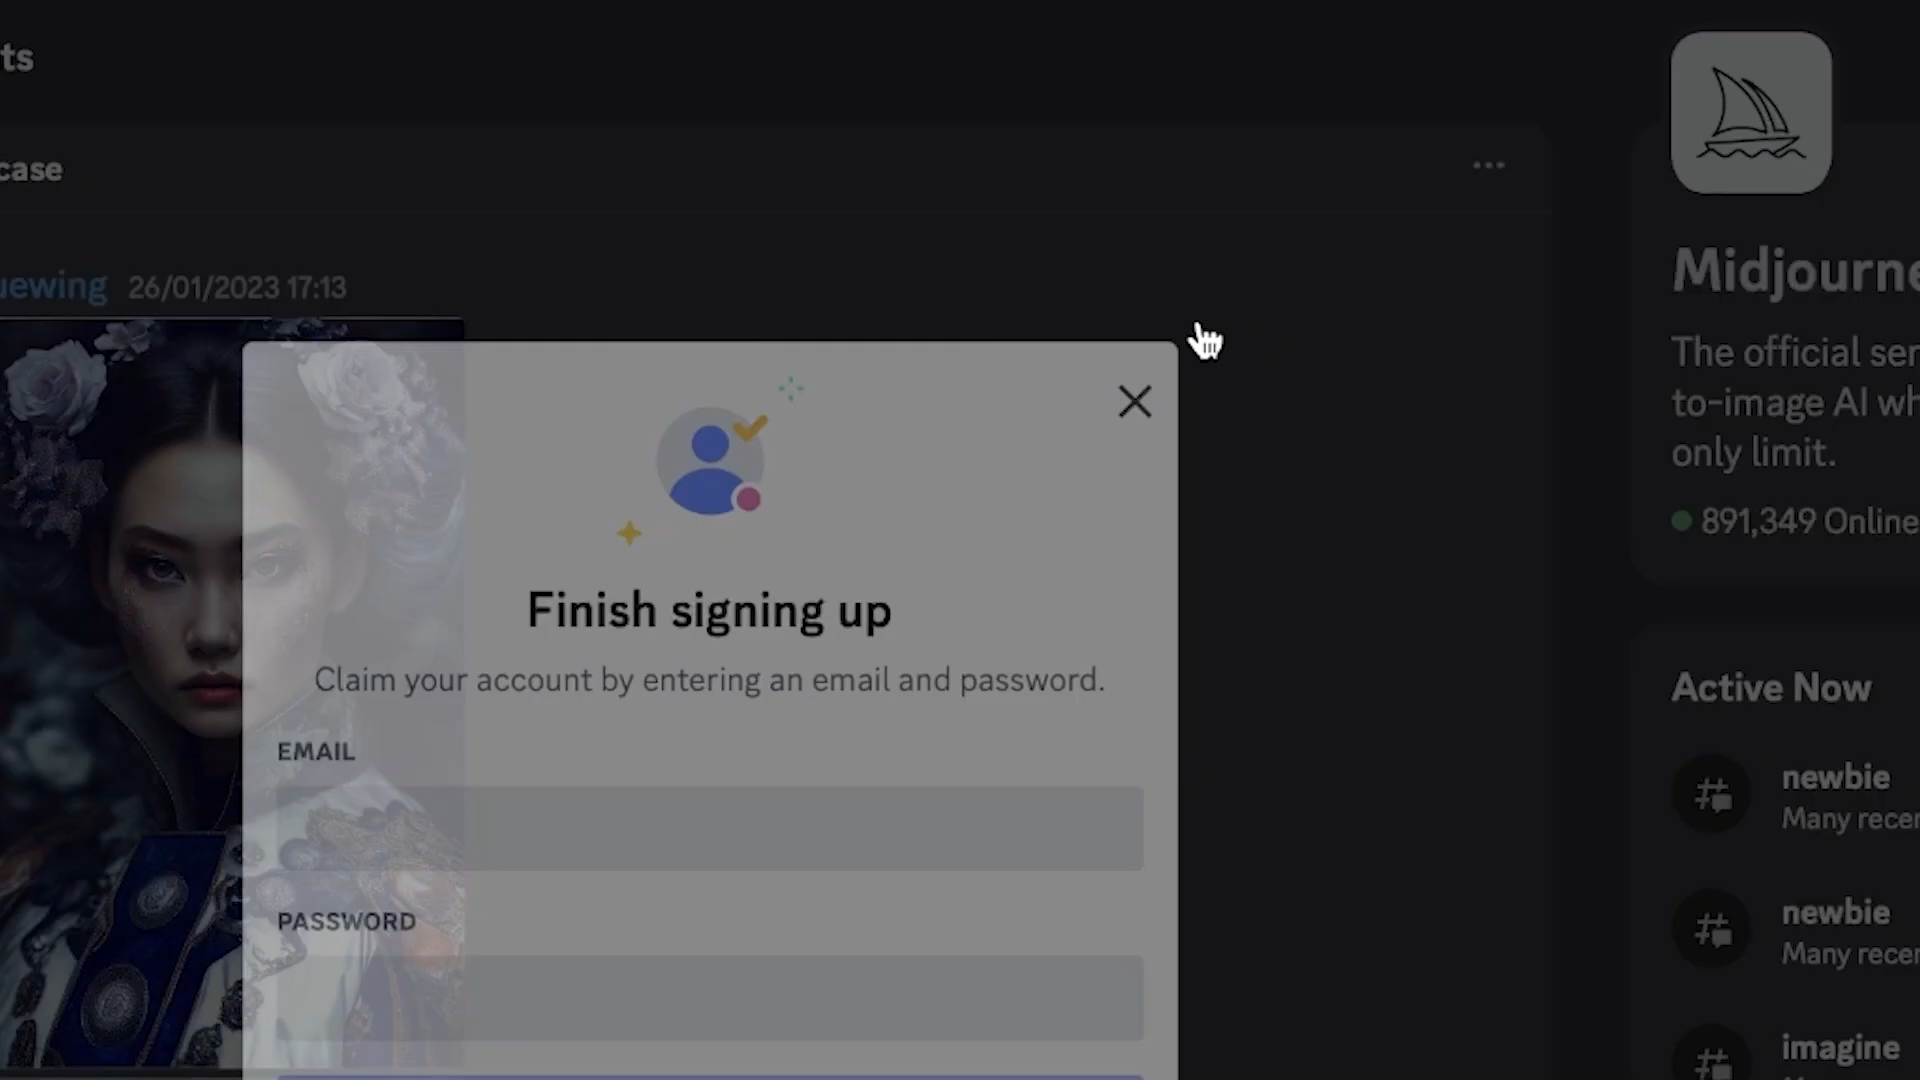 ts
case
uewing 26/01/2023 17:13
Finish signing up
Claim your account by entering an email and password.
EMAIL
PASSWORD
Midjourne
The official ser
to-image AI wh
only limit.
891,349 Online
Active Now
newbie
Many recen
newbie
Many recen
imagine